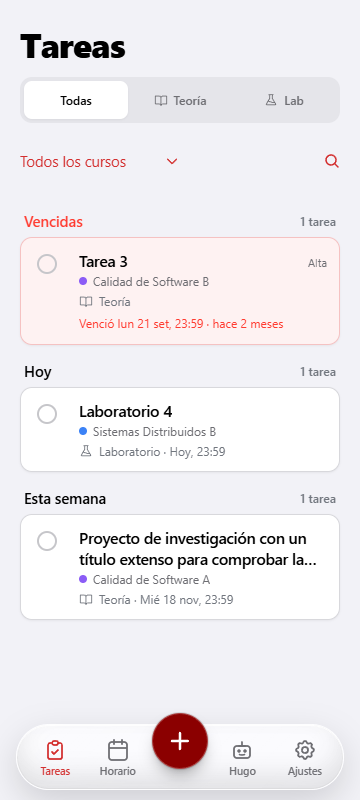 Tareas
Todas
Teoría
Lab
Todos los cursos
Vencidas
1 tarea
Tarea 3
Alta
Calidad de Software B
Teoría
Venció lun 21 set, 23:59 · hace 2 meses
Hoy
1 tarea
Laboratorio 4
Sistemas Distribuidos B
Laboratorio · Hoy, 23:59
Esta semana
1 tarea
Proyecto de investigación con un
título extenso para comprobar la...
Calidad de Software A
Teoría · Mié 18 nov, 23:59
Tareas
Horario
Hugo
Ajustes